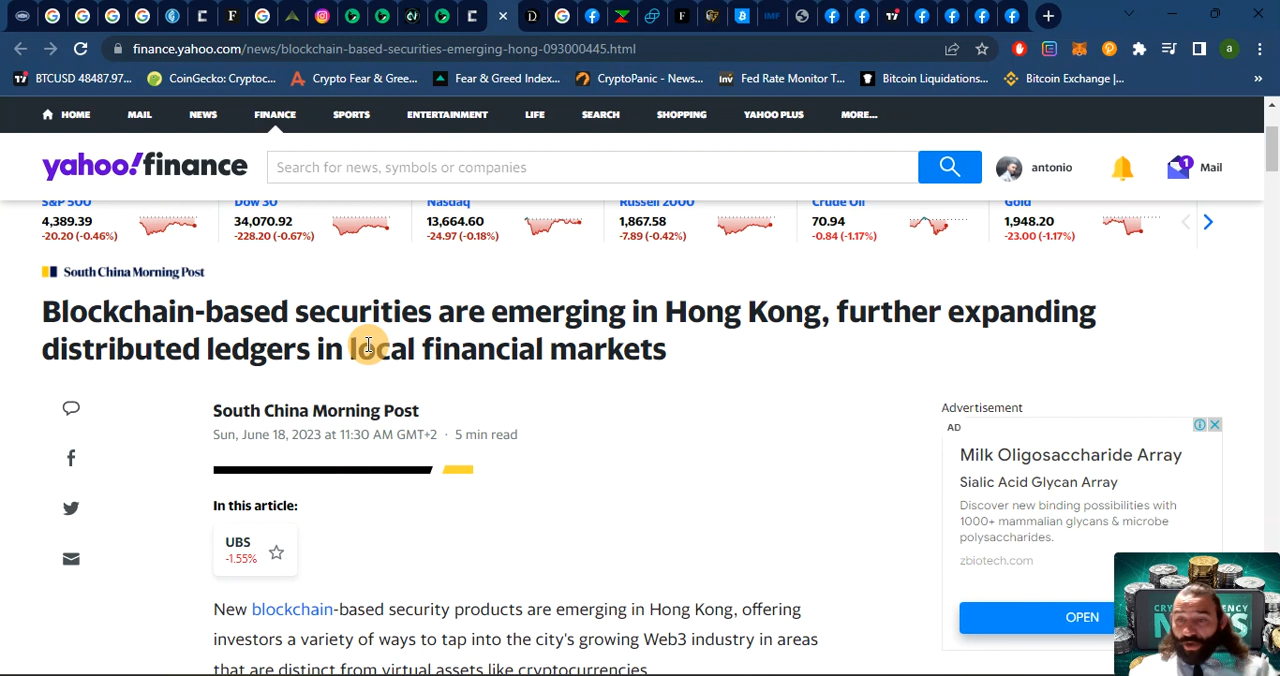 finance.yahoo.com/news/blockchain-based-securities-emerging-hong-093000445.html
BTCUSD 48487.97... CoinGecko: Cryptoc... Crypto Fear & Gree... Fear & Greed Index... CryptoPanic - News... Fed Rate Monitor T... Bitcoin Liquidations... Bitcoin Exchange |... »
HOME MAIL NEWS FINANCE SPORTS ENTERTAINMENT LIFE SEARCH SHOPPING YAHOO PLUS MORE...
yahoo!finance Search for news, symbols or companies antonio 1 Mail
S&P 500 Dow 30 Nasdaq Russell 2000 Crude Oil Gold
4,389.39 34,070.92 13,664.60 1,867.58 70.94 1,948.20
-20.20 (-0.46%) -228.20 (-0.67%) -24.97 (-0.18%) -7.89 (-0.42%) -0.84 (-1.17%) -23.00 (-1.17%)
South China Morning Post
Blockchain-based securities are emerging in Hong Kong, further expanding
distributed ledgers in local financial markets
South China Morning Post
Sun, June 18, 2023 at 11:30 AM GMT+2 · 5 min read
In this article:
UBS
-1.55%
New blockchain-based security products are emerging in Hong Kong, offering
investors a variety of ways to tap into the city's growing Web3 industry in areas
that are distinct from virtual assets like cryptocurrencies.
Advertisement
AD
Milk Oligosaccharide Array
Sialic Acid Glycan Array
Discover new binding possibilities with
1000+ mammalian glycans & microbe
polysaccharides.
zbiotech.com
OPEN